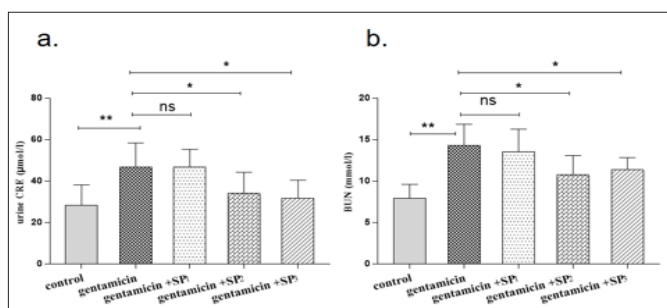 a.
*
*
ns
**
80
60
40
20
0
urine CRE (μmol/l)
control
gentamicin
gentamicin +SP1
gentamicin +SP2
gentamicin +SP3
b.
*
*
ns
**
20
15
10
5
0
BUN (mmol/l)
control
gentamicin
gentamicin +SP1
gentamicin +SP2
gentamicin +SP3